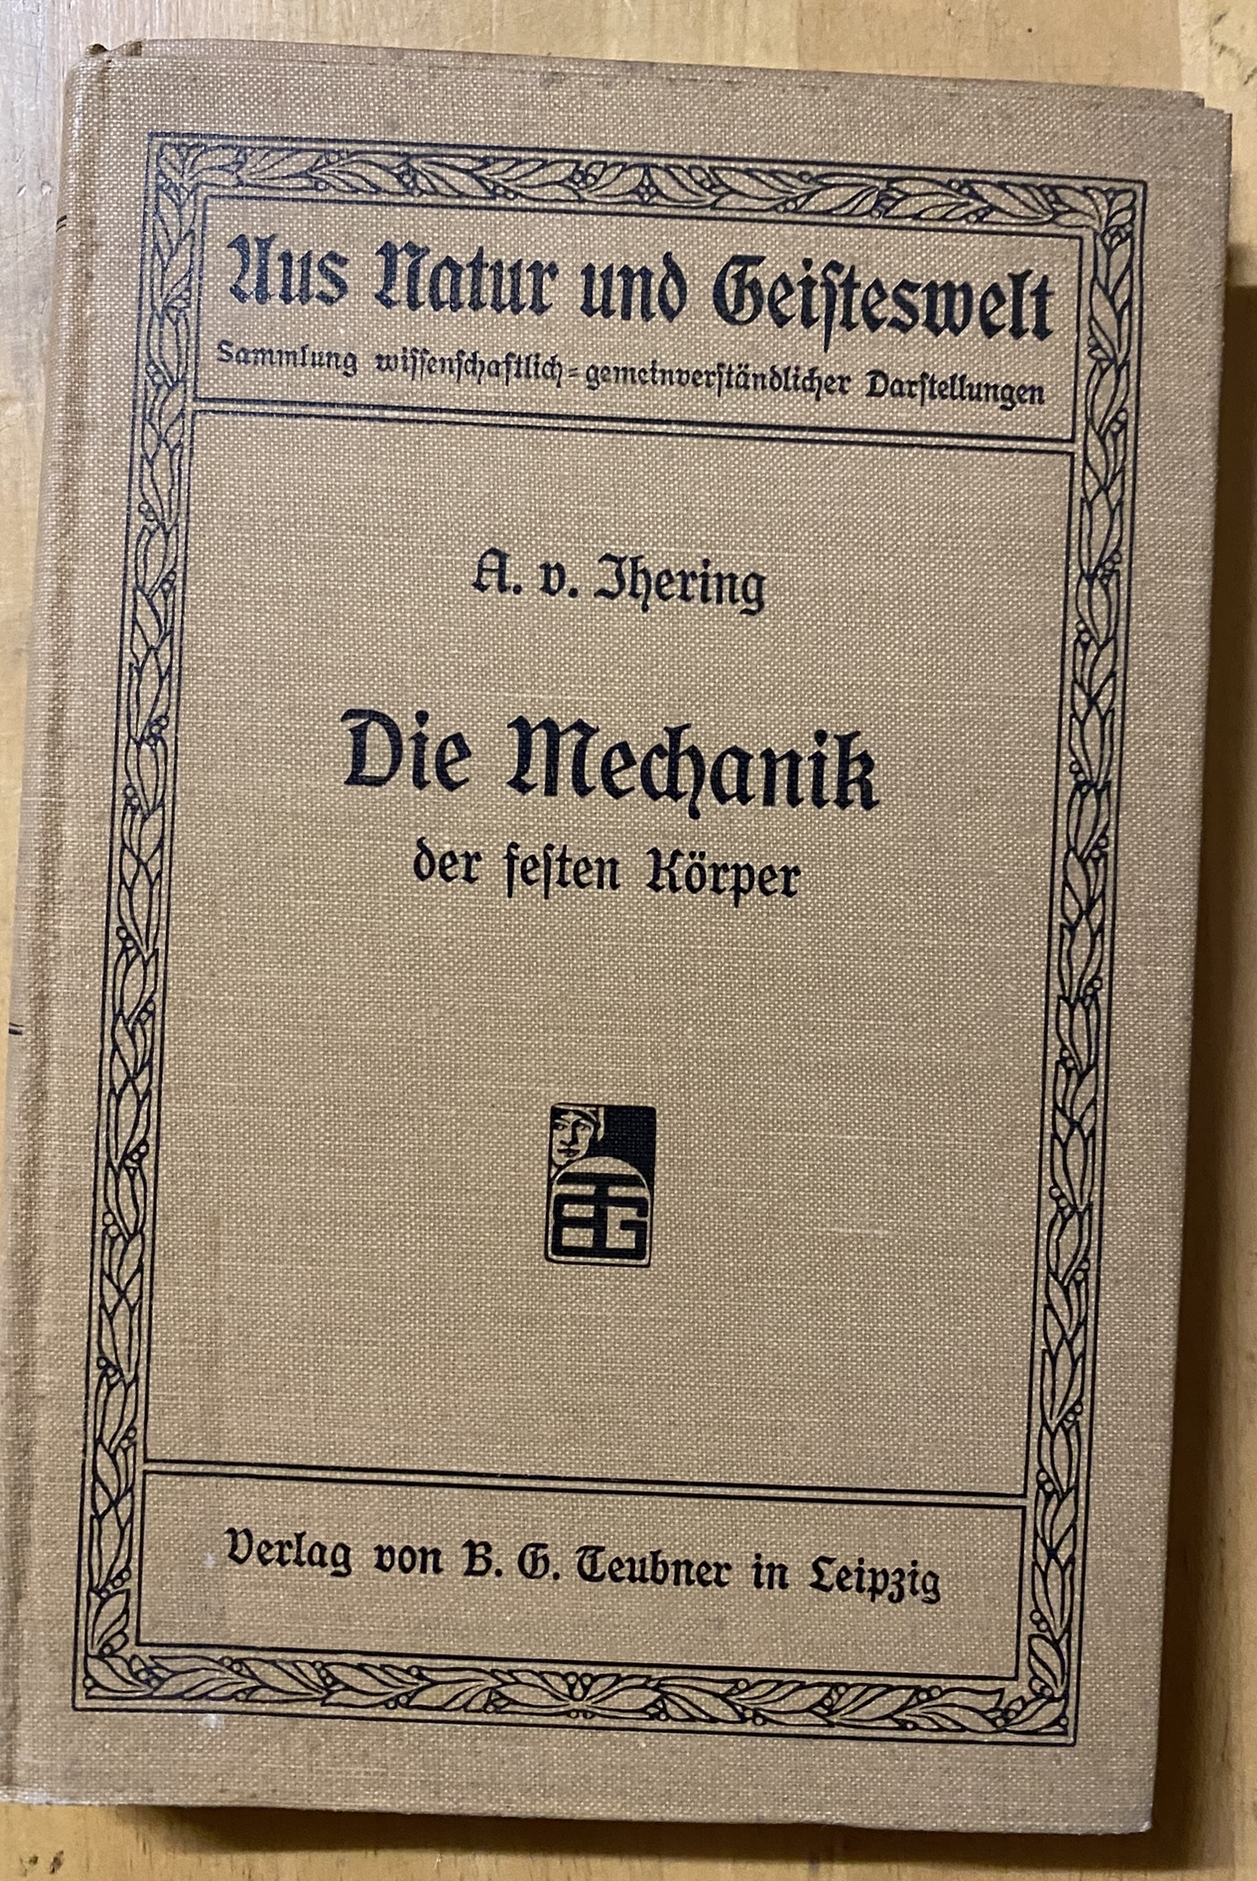 Aus Natur und Geiſteswelt
Sammlung wiſſenſchaftlich-gemeinverſtändlicher Darſtellungen
A. v. Ihering
Die Mechanik
der feſten Körper
BTG
Verlag von B. G. Teubner in Leipzig